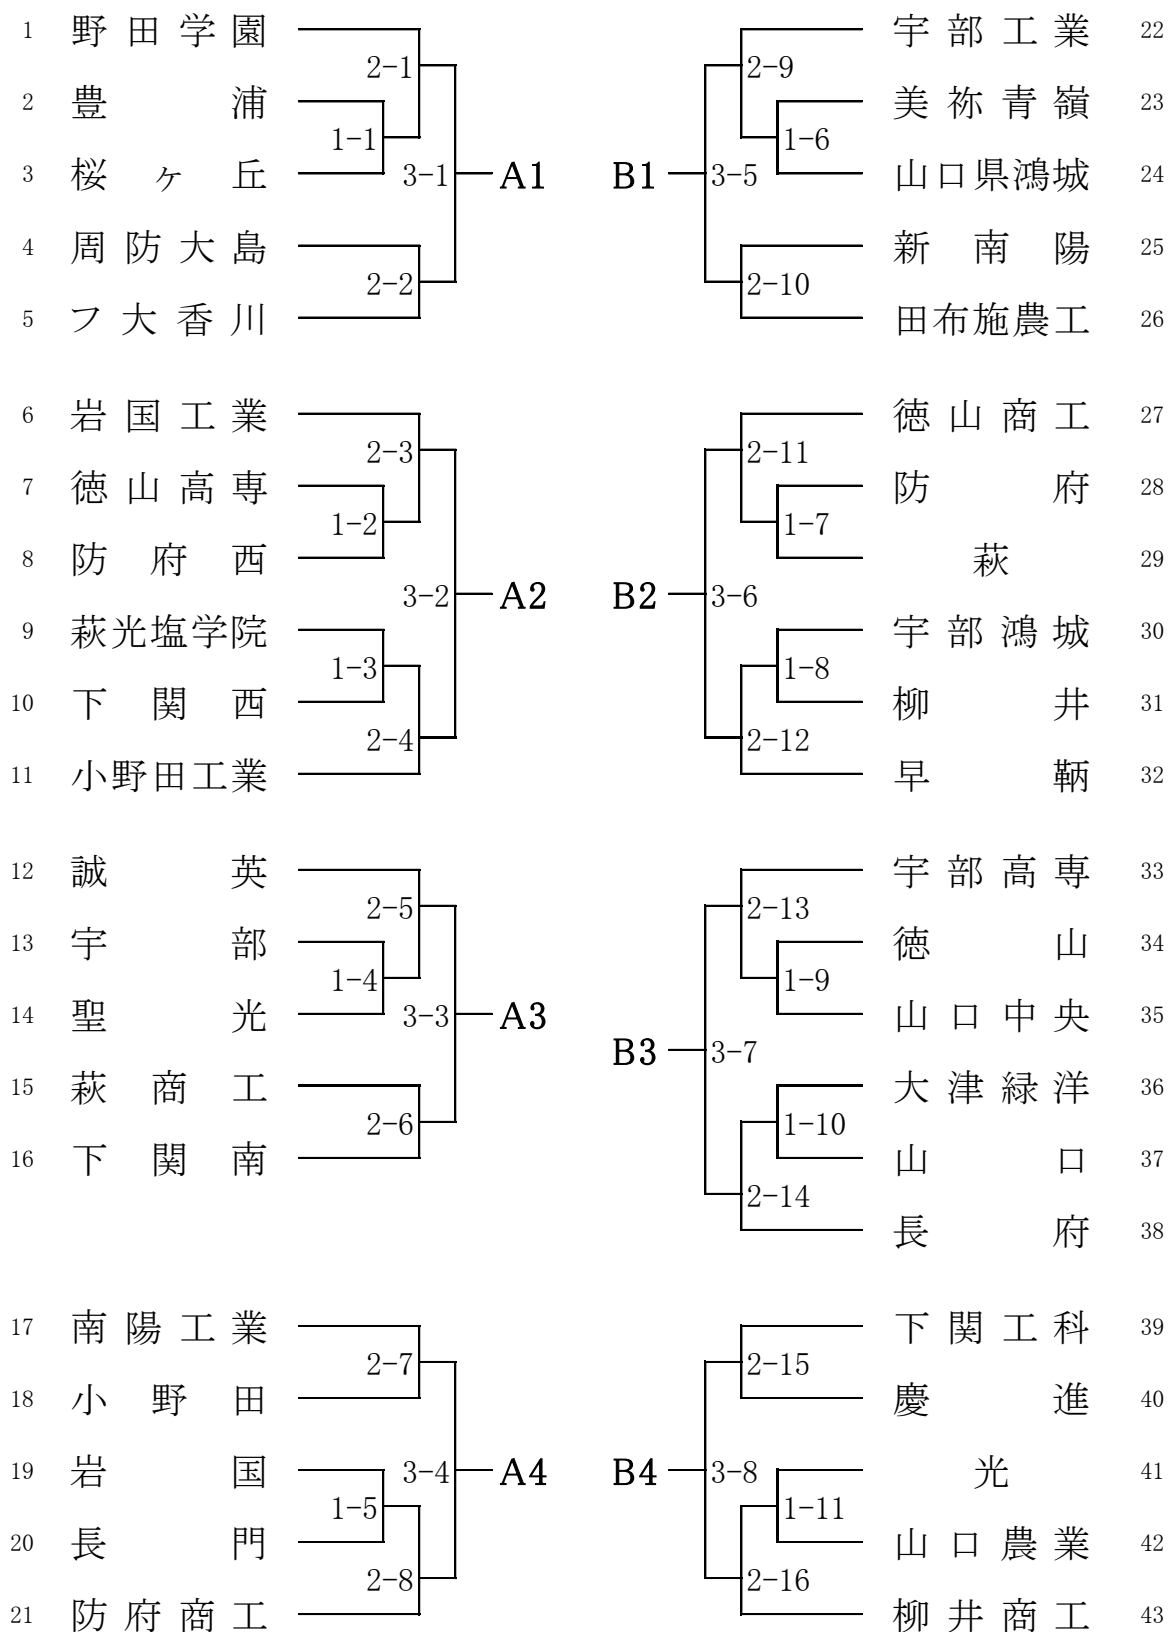 1 野田学園
2-1
2 豊浦
1-1
3 桜ヶ丘
3-1 A1
4 周防大島
2-2
5 フ大香川
6 岩国工業
2-3
7 徳山高専
1-2
8 防府西
3-2 A2
9 萩光塩学院
1-3
10 下関西
2-4
11 小野田工業
12 誠英
2-5
13 宇部
1-4
14 聖光
3-3 A3
15 萩商工
2-6
16 下関南
17 南陽工業
2-7
18 小野田
3-4 A4
19 岩国
1-5
20 長門
2-8
21 防府商工
宇部工業 22
2-9
美祢青嶺 23
1-6
B1 3-5
山口県鴻城 24
新南陽 25
2-10
田布施農工 26
徳山商工 27
2-11
防府 28
1-7
萩 29
B2 3-6
宇部鴻城 30
1-8
柳井 31
2-12
早鞆 32
宇部高専 33
2-13
徳山 34
1-9
山口中央 35
B3 3-7
大津緑洋 36
1-10
山口 37
2-14
長府 38
下関工科 39
2-15
慶進 40
B4 3-8
光 41
1-11
山口農業 42
2-16
柳井商工 43